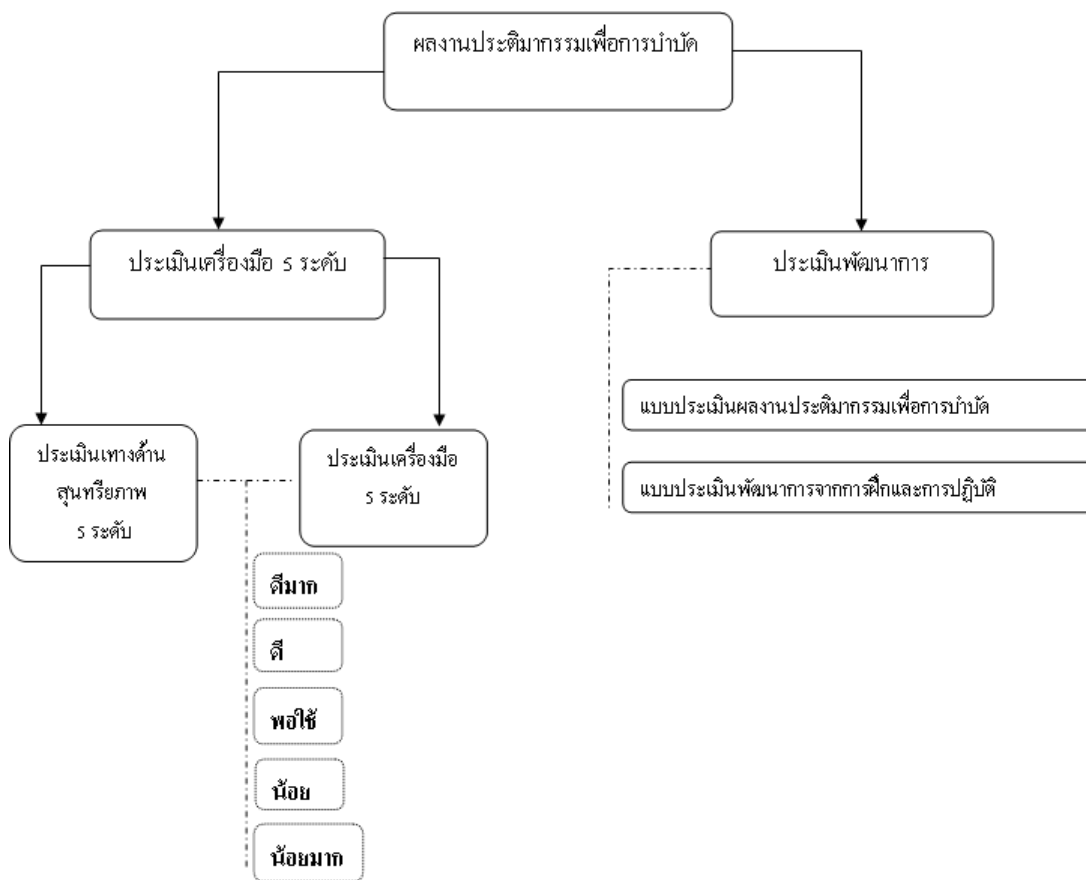 ผลงานประติมากรรมเพื่อการบำบัด
ประเมินเครื่องมือ 5 ระดับ
ประเมินพัฒนาการ
แบบประเมินผลงานประติมากรรมเพื่อการบำบัด
ประเมินเทางด้าน
สุนทรียภาพ
5 ระดับ
ประเมินเครื่องมือ
5 ระดับ
แบบประเมินพัฒนาการจากการฝึกและการปฏิบัติ
ดีมาก
ดี
พอใช้
น้อย
น้อยมาก